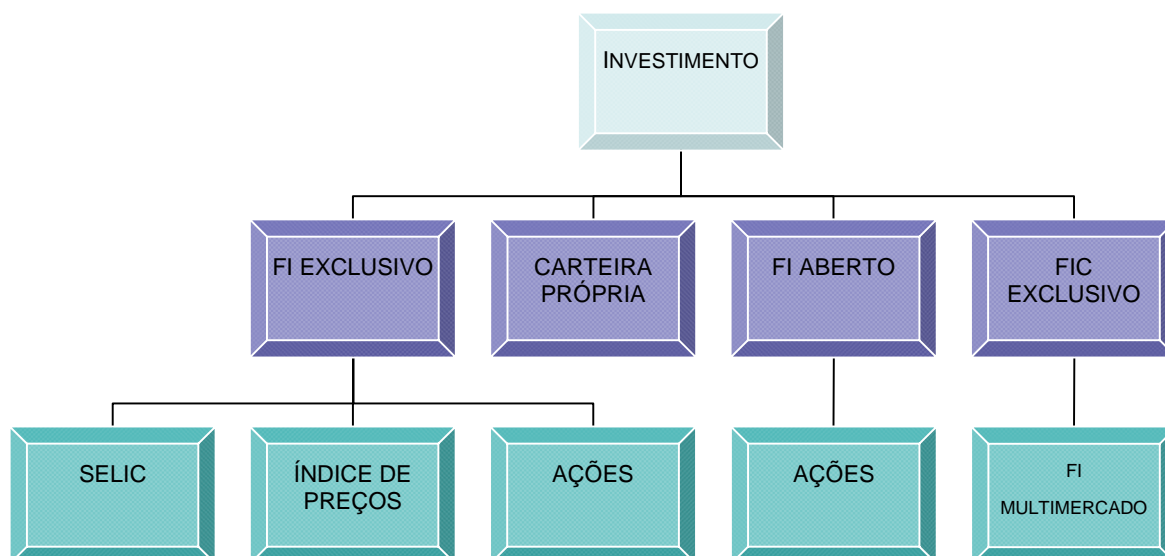 INVESTIMENTO
FI EXCLUSIVO
CARTEIRA
PRÓPRIA
FI ABERTO
FIC
EXCLUSIVO
SELIC
ÍNDICE DE
PREÇOS
AÇÕES
AÇÕES
FI
MULTIMERCADO